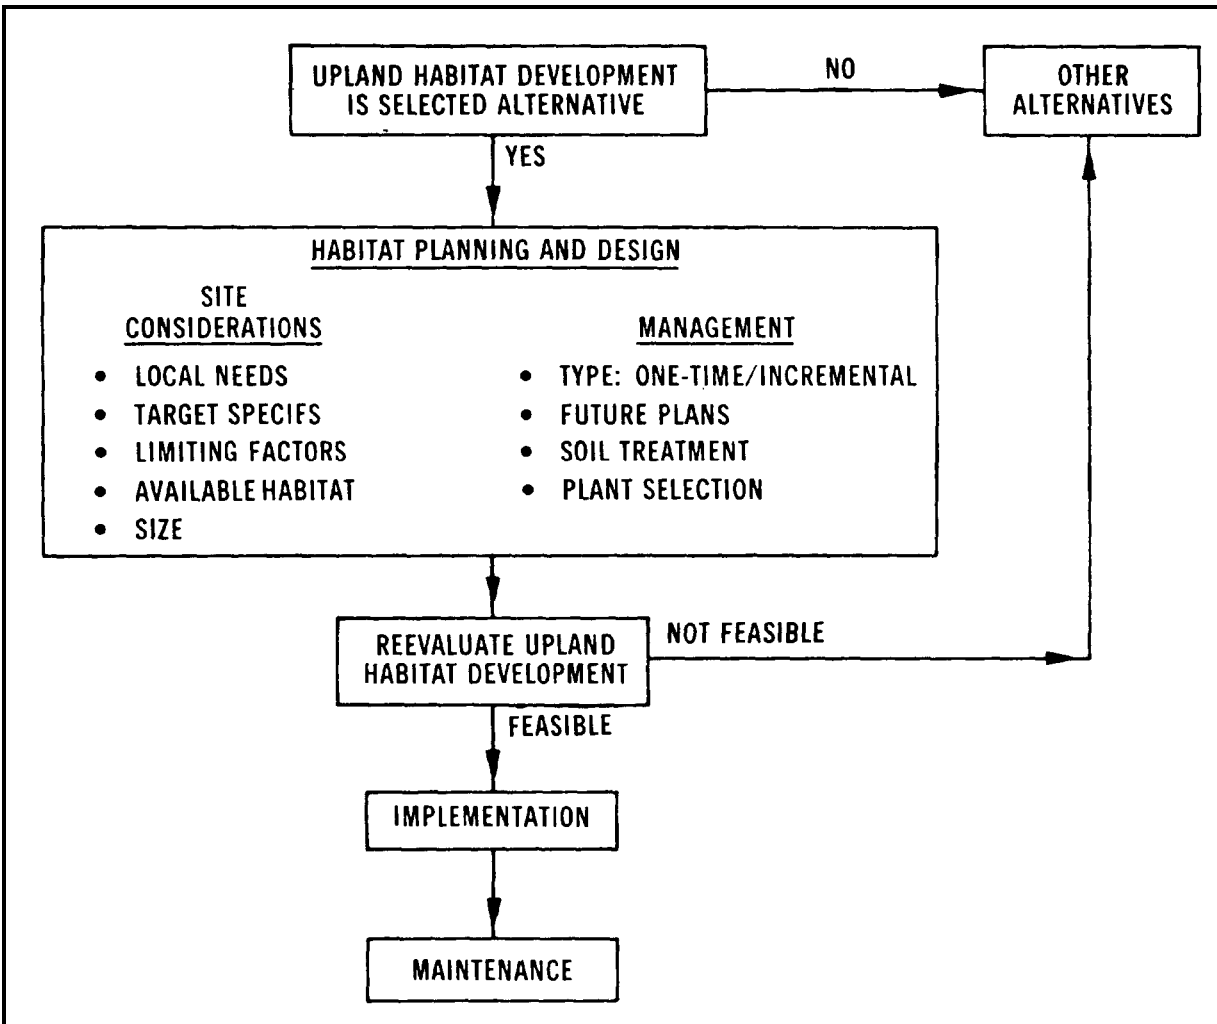 UPLAND HABITAT DEVELOPMENT
IS SELECTED ALTERNATIVE
NO
OTHER
ALTERNATIVES
YES
HABITAT PLANNING AND DESIGN
SITE
CONSIDERATIONS
• LOCAL NEEDS
• TARGET SPECIFS
• LIMITING FACTORS
• AVAILABLE HABITAT
• SIZE
MANAGEMENT
• TYPE: ONE-TIME/INCREMENTAL
• FUTURE PLANS
• SOIL TREATMENT
• PLANT SELECTION
REEVALUATE UPLAND
HABITAT DEVELOPMENT
NOT FEASIBLE
FEASIBLE
IMPLEMENTATION
MAINTENANCE